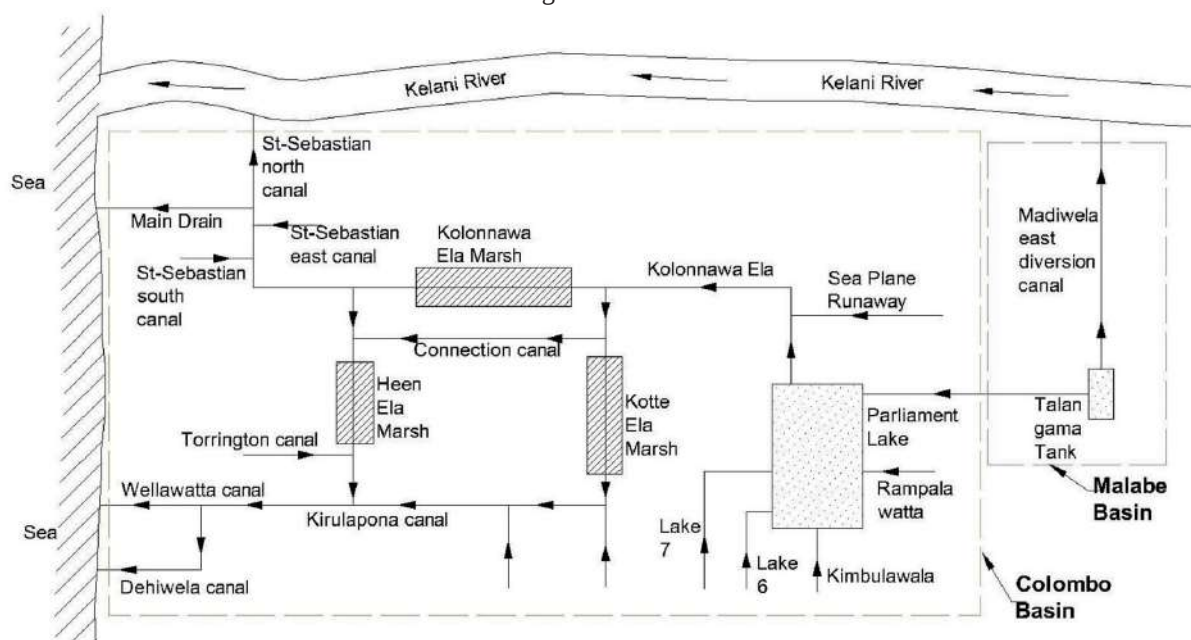 Kelani River
Kelani River
St-Sebastian
north
canal
Sea
Main Drain
St-Sebastian
east canal
St-Sebastian
south
canal
Kolonnawa
Ela Marsh
Kolonnawa Ela
Sea Plane
Runaway
Madiwela
east
diversion
canal
Connection canal
Heen
Ela
Marsh
Kotte
Ela
Marsh
Parliament
Lake
Talan
gama
Tank
Torrington canal
Wellawatta canal
Kirulapona canal
Rampala
watta
Malabe
Basin
Sea
Lake
7
Lake
6
Kimbulawala
Dehiwela canal
Colombo
Basin